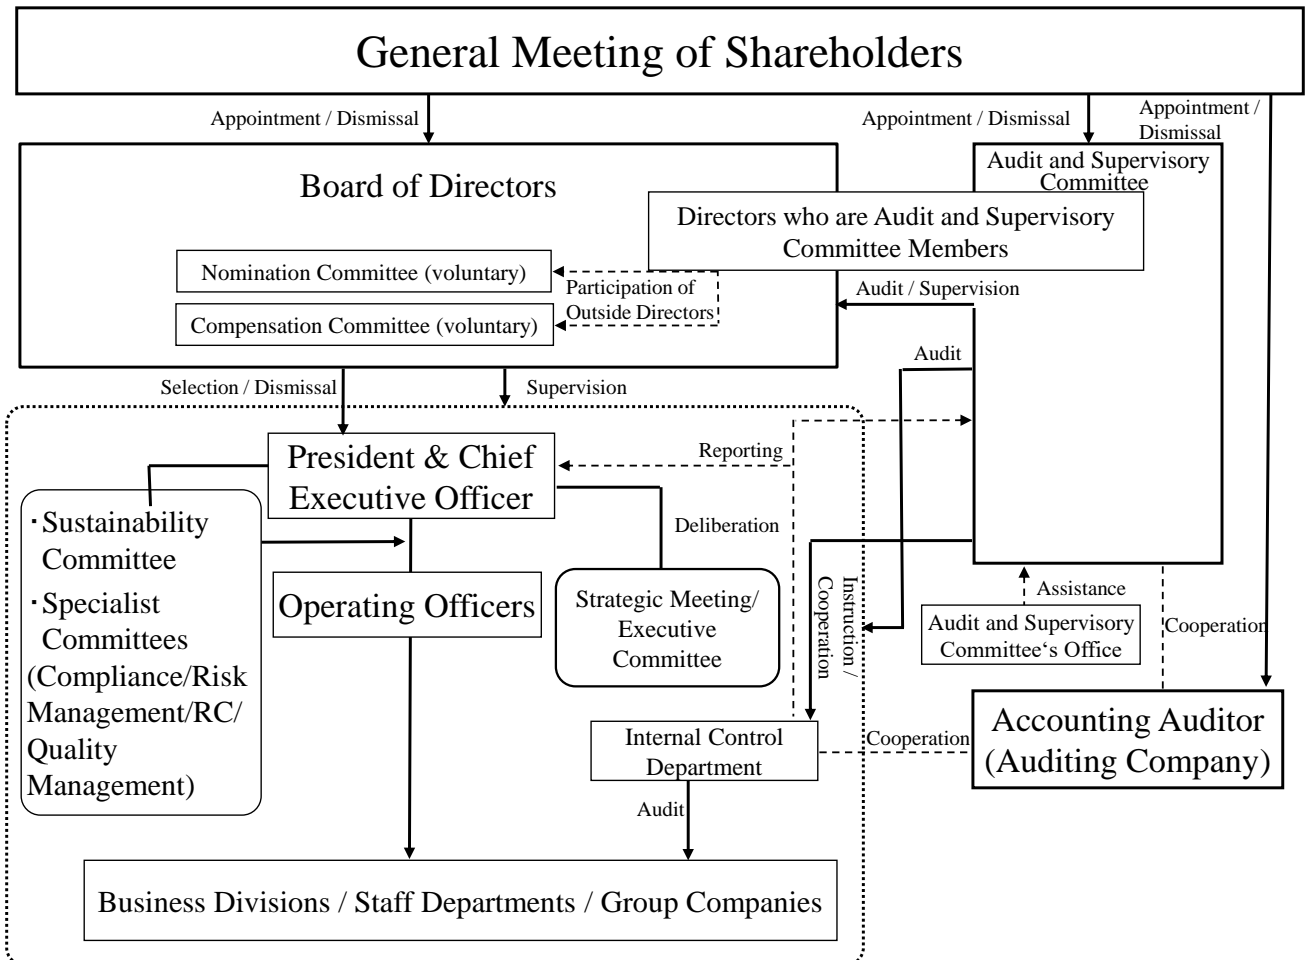 General Meeting of Shareholders
Appointment / Dismissal
Appointment / Dismissal
Appointment /
Dismissal
Board of Directors
Audit and Supervisory
Committee
Directors who are Audit and Supervisory
Committee Members
Nomination Committee (voluntary)
Participation of
Outside Directors
Compensation Committee (voluntary)
Audit / Supervision
Audit
Selection / Dismissal
Supervision
President & Chief
Executive Officer
Reporting
Deliberation
・Sustainability
Committee
・Specialist
Committees
(Compliance/Risk
Management/RC/
Quality
Management)
Operating Officers
Strategic Meeting/
Executive
Committee
Instruction /
Cooperation
Assistance
Audit and Supervisory
Committee‘s Office
Cooperation
Internal Control
Department
Cooperation
Accounting Auditor
(Auditing Company)
Audit
Business Divisions / Staff Departments / Group Companies